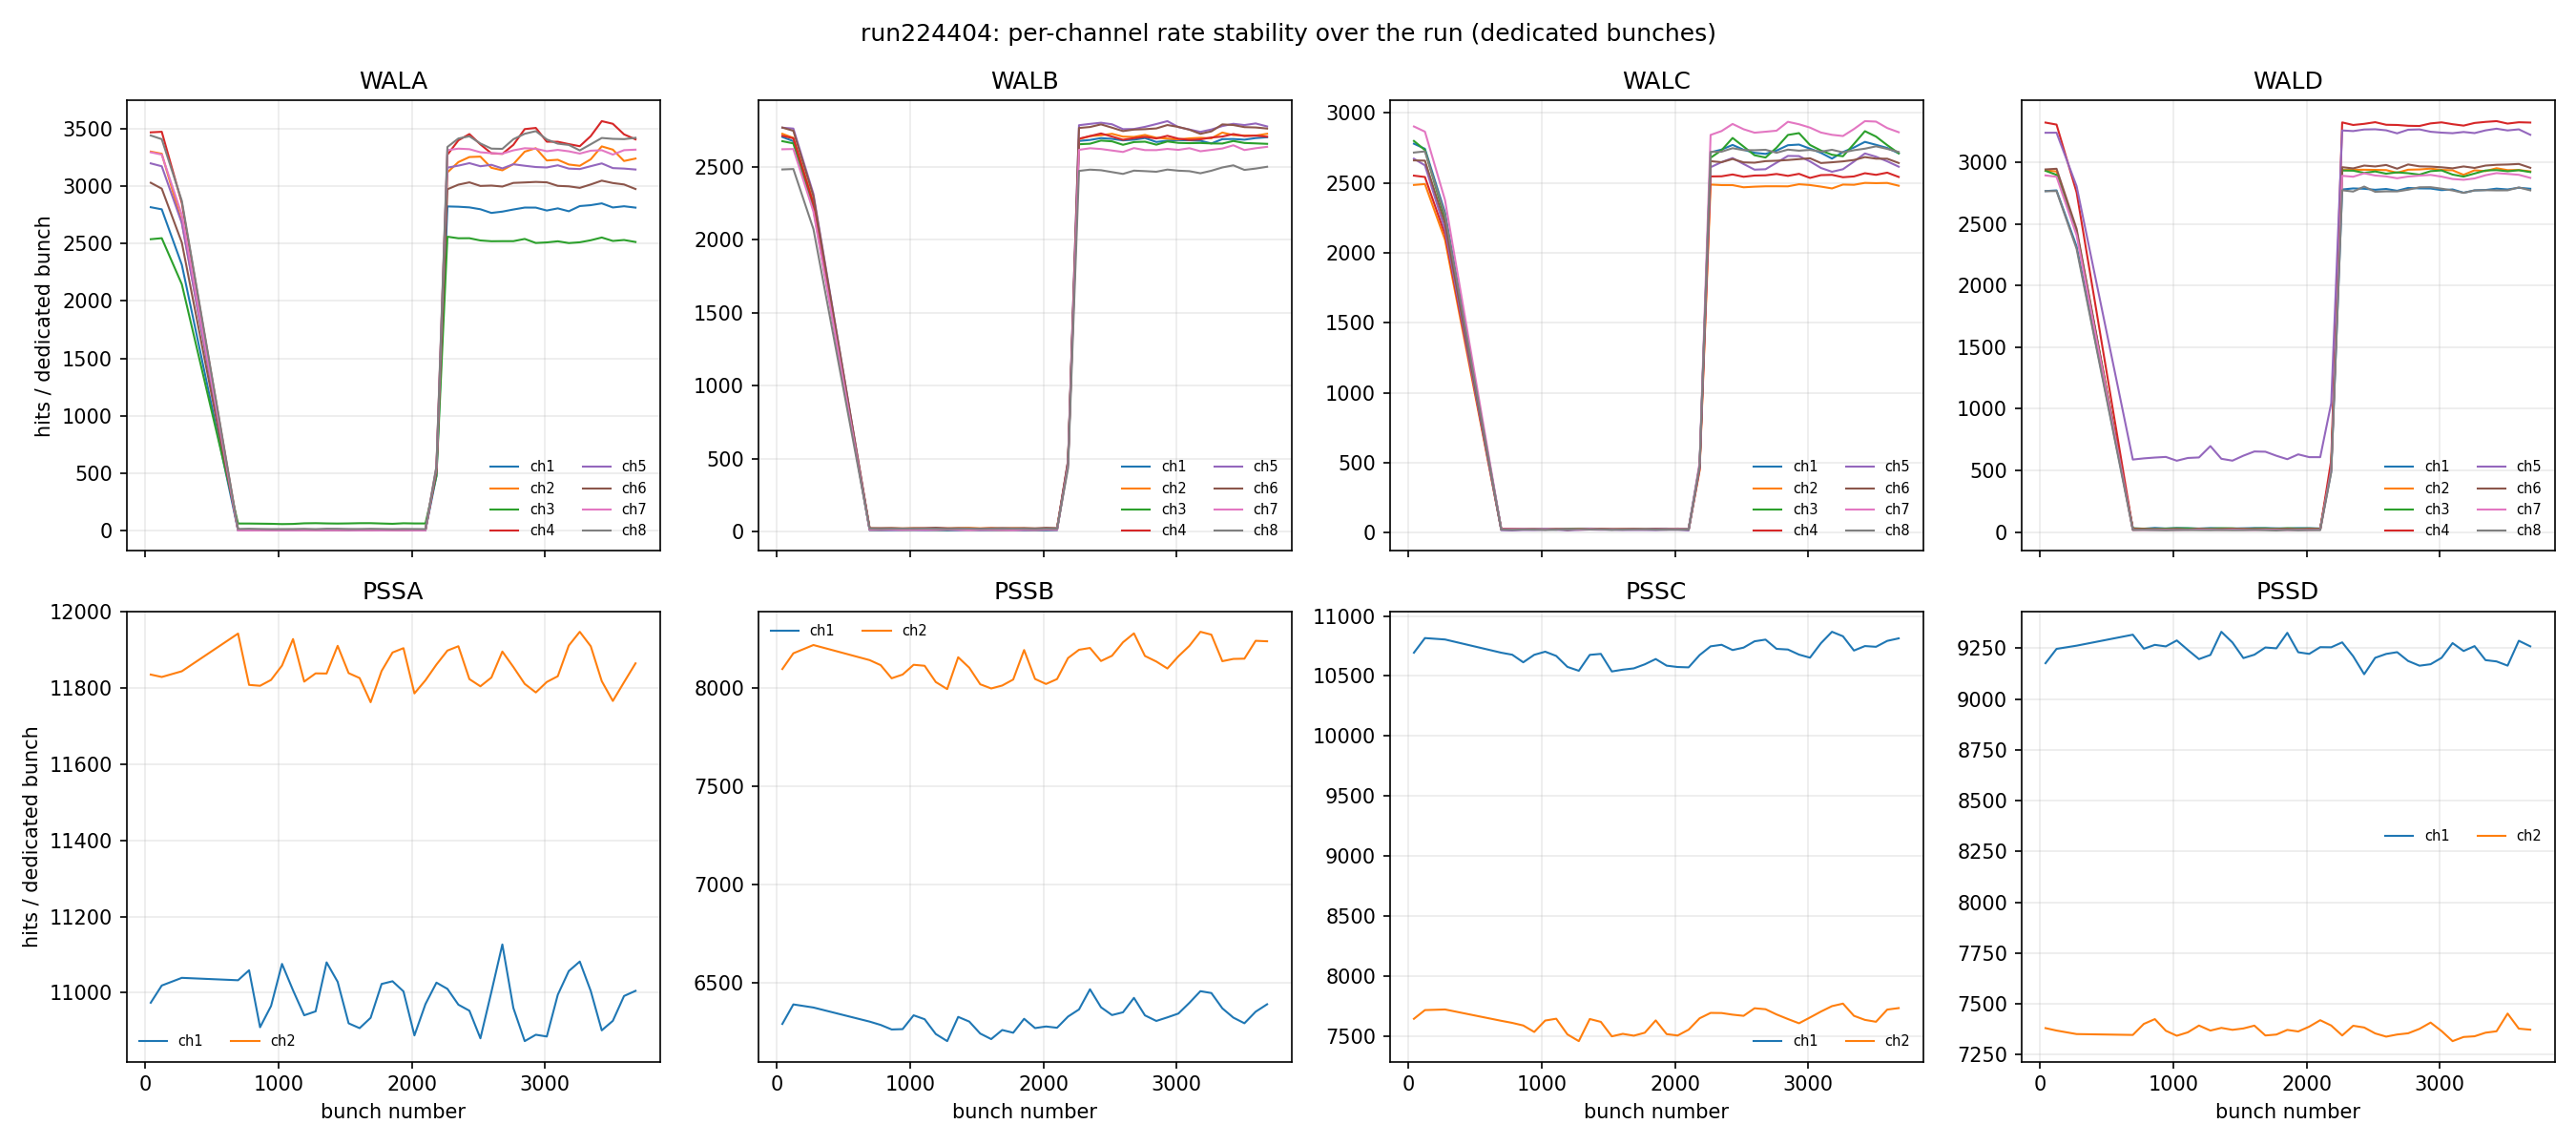 run224404: per-channel rate stability over the run (dedicated bunches)
WALA
hits / dedicated bunch
3500
3000
2500
2000
1500
1000
500
0
ch1 ch5
ch2 ch6
ch3 ch7
ch4 ch8
WALB
2500
2000
1500
1000
500
0
ch1 ch5
ch2 ch6
ch3 ch7
ch4 ch8
WALC
3000
2500
2000
1500
1000
500
0
ch1 ch5
ch2 ch6
ch3 ch7
ch4 ch8
WALD
3000
2500
2000
1500
1000
500
0
ch1 ch5
ch2 ch6
ch3 ch7
ch4 ch8
PSSA
hits / dedicated bunch
12000
11800
11600
11400
11200
11000
ch1 ch2
0 1000 2000 3000
bunch number
PSSB
ch1 ch2
8000
7500
7000
6500
0 1000 2000 3000
bunch number
PSSC
11000
10500
10000
9500
9000
8500
8000
7500
ch1 ch2
0 1000 2000 3000
bunch number
PSSD
9250
9000
8750
8500
8250
8000
7750
7500
7250
ch1 ch2
0 1000 2000 3000
bunch number